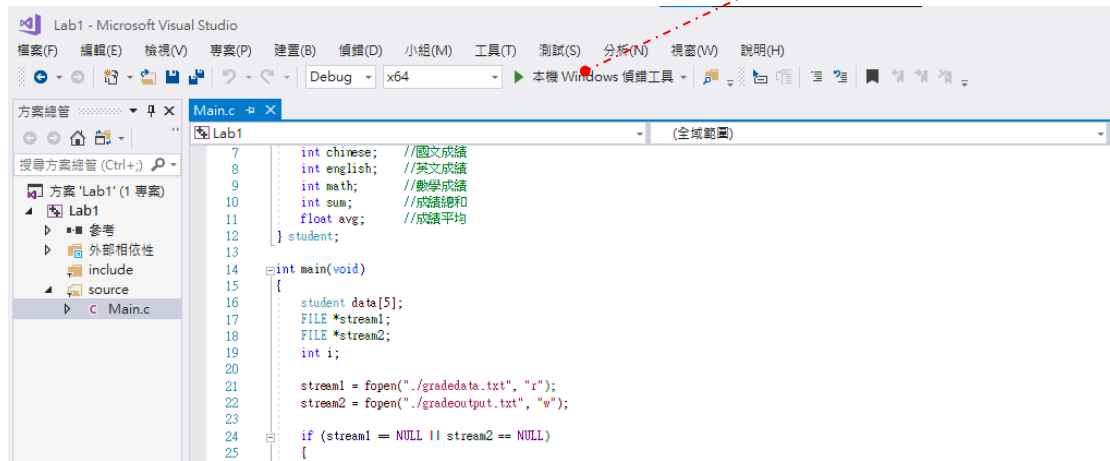 Lab1 - Microsoft Visual Studio
檔案(F) 編輯(E) 檢視(V) 專案(P) 建置(B) 偵錯(D) 小組(M) 工具(T) 測試(S) 分析(N) 視窗(W) 說明(H)
Debug x64 本機 Windows 偵錯工具
方案總管
搜尋方案總管 (Ctrl+;)
方案 'Lab1' (1 專案)
Lab1
參考
外部相依性
include
source
C Main.c
Main.c
Lab1 (全域範圍)
7 int chinese; //國文成績
8 int english; //英文成績
9 int math; //數學成績
10 int sum; //成績總和
11 float avg; //成績平均
12 } student;
13
14 int main(void)
15 {
16 student data[5];
17 FILE *stream1;
18 FILE *stream2;
19 int i;
20
21 stream1 = fopen("./gradedata.txt", "r");
22 stream2 = fopen("./gradeoutput.txt", "w");
23
24 if (stream1 == NULL || stream2 == NULL)
25 {